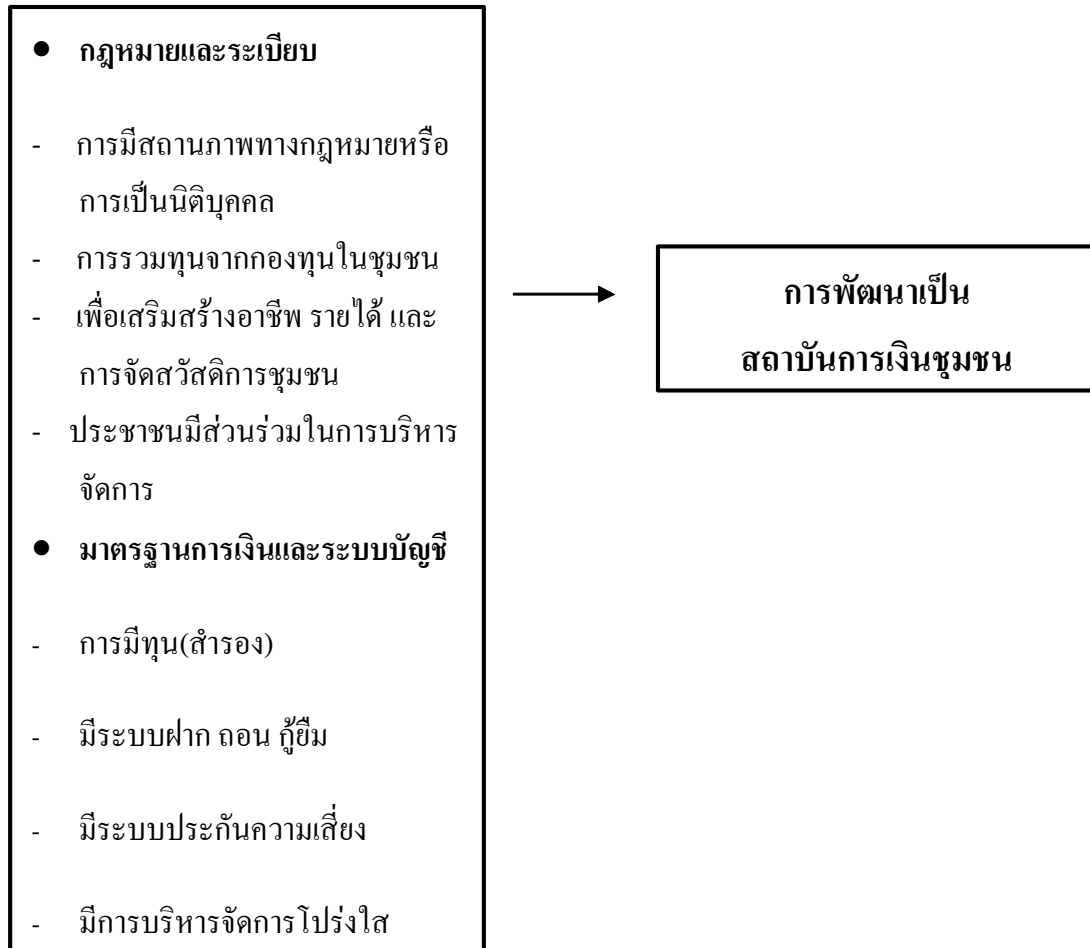 ● กฎหมายและระเบียบ
- การมีสถานภาพทางกฎหมายหรือ
การเป็นนิติบุคคล
- การรวมทุนจากกองทุนในชุมชน
- เพื่อเสริมสร้างอาชีพ รายได้ และ
การจัดสวัสดิการชุมชน
- ประชาชนมีส่วนร่วมในการบริหาร
จัดการ
● มาตรฐานการเงินและระบบบัญชี
- การมีทุน(สำรอง)
- มีระบบฝาก ถอน กู้ยืม
- มีระบบประกันความเสี่ยง
- มีการบริหารจัดการโปร่งใส
การพัฒนาเป็น
สถาบันการเงินชุมชน